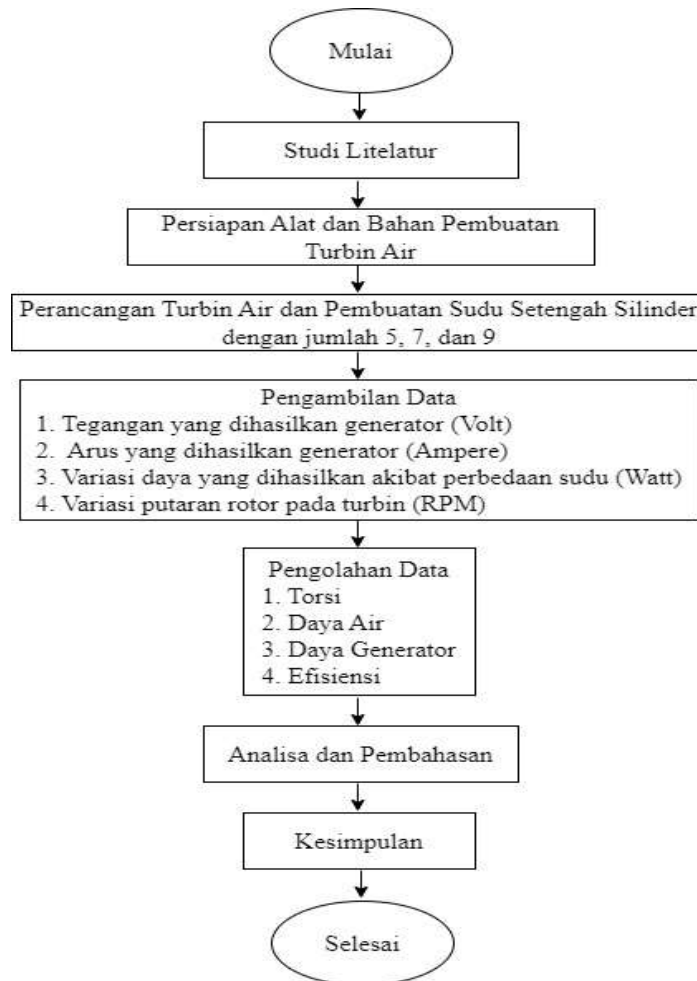 Mulai
Studi Litelatur
Persiapan Alat dan Bahan Pembuatan
Turbin Air
Perancangan Turbin Air dan Pembuatan Sudu Setengah Silinder
dengan jumlah 5, 7, dan 9
Pengambilan Data
1. Tegangan yang dihasilkan generator (Volt)
2. Arus yang dihasilkan generator (Ampere)
3. Variasi daya yang dihasilkan akibat perbedaan sudu (Watt)
4. Variasi putaran rotor pada turbin (RPM)
Pengolahan Data
1. Torsi
2. Daya Air
3. Daya Generator
4. Efisiensi
Analisa dan Pembahasan
Kesimpulan
Selesai